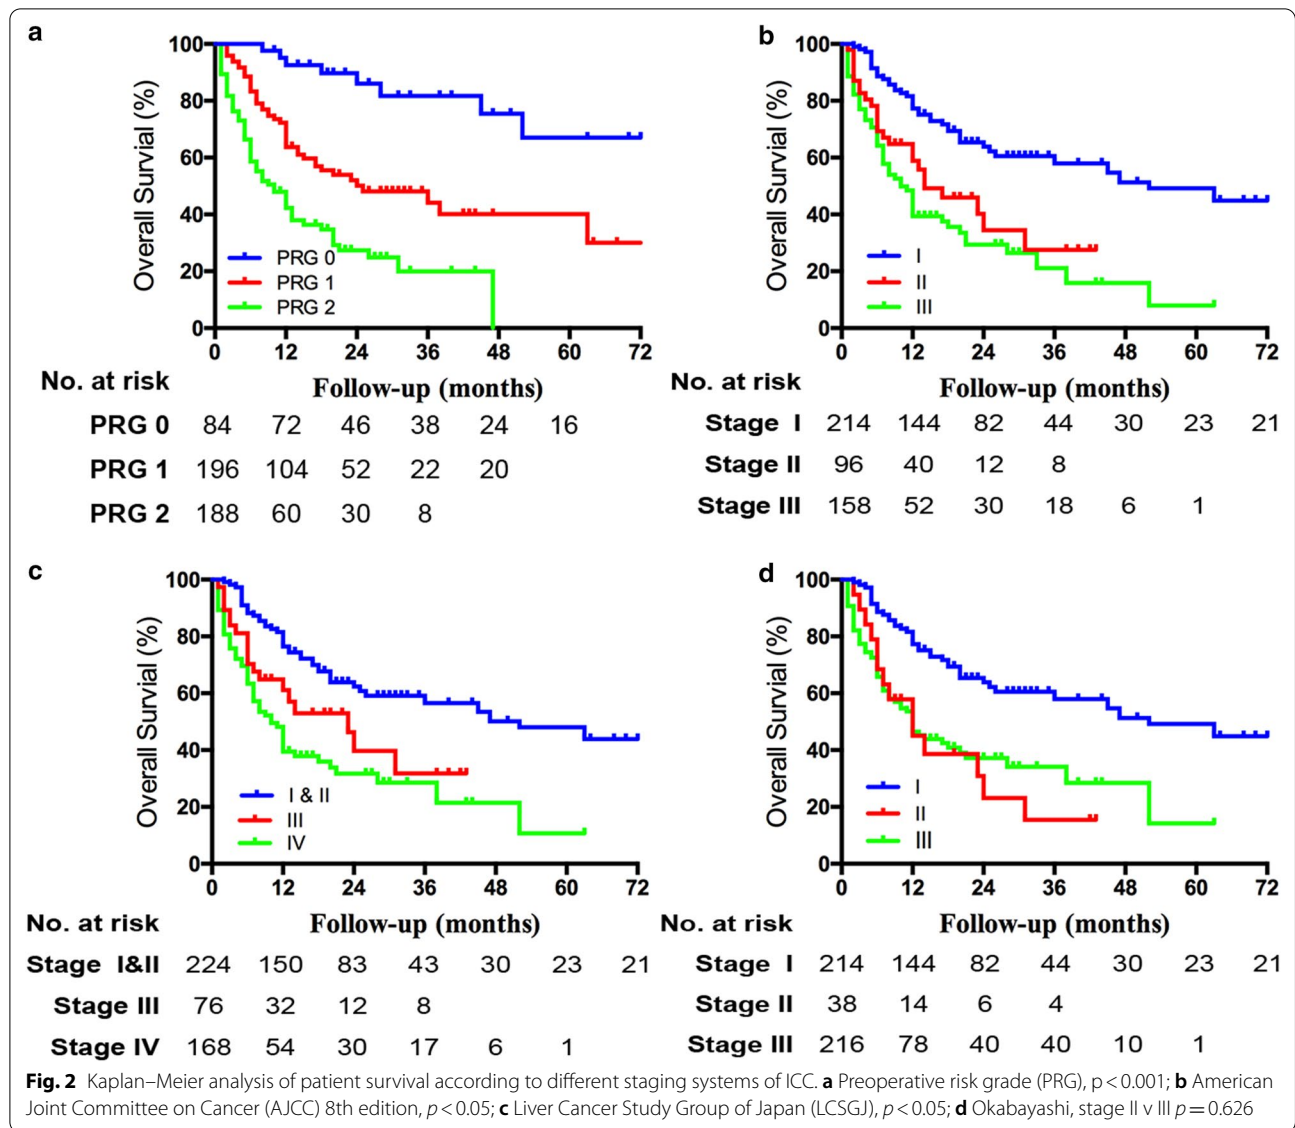 a
Overall Survial (%)
100
80
60
40
20
0
PRG 0
PRG 1
PRG 2
0 12 24 36 48 60 72
No. at risk
Follow-up (months)
PRG 0 84 72 46 38 24 16
PRG 1 196 104 52 22 20
PRG 2 188 60 30 8
b
Overall Survial (%)
100
80
60
40
20
0
I
II
III
0 12 24 36 48 60 72
No. at risk
Follow-up (months)
Stage I 214 144 82 44 30 23 21
Stage II 96 40 12 8
Stage III 158 52 30 18 6 1
c
Overall Survial (%)
100
80
60
40
20
0
I & II
III
IV
0 12 24 36 48 60 72
No. at risk
Follow-up (months)
Stage I&II 224 150 83 43 30 23 21
Stage III 76 32 12 8
Stage IV 168 54 30 17 6 1
d
Overall Survial (%)
100
80
60
40
20
0
I
II
III
0 12 24 36 48 60 72
No. at risk
Follow-up (months)
Stage I 214 144 82 44 30 23 21
Stage II 38 14 6 4
Stage III 216 78 40 40 10 1
Fig. 2 Kaplan–Meier analysis of patient survival according to different staging systems of ICC. a Preoperative risk grade (PRG), p < 0.001; b American
Joint Committee on Cancer (AJCC) 8th edition, p < 0.05; c Liver Cancer Study Group of Japan (LCSGJ), p < 0.05; d Okabayashi, stage II v III p = 0.626